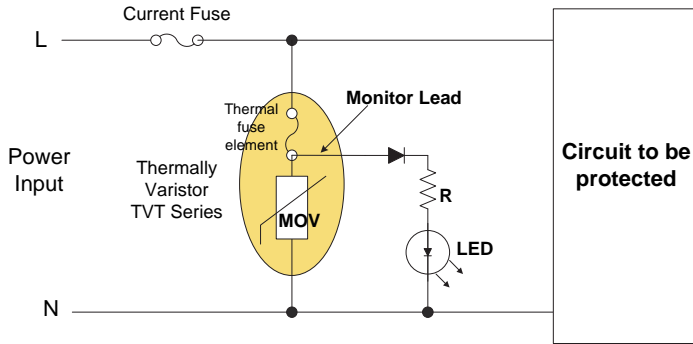 Current Fuse
L
Thermal
fuse
element
Monitor Lead
Power
Input
Thermally
Varistor
TVT Series
MOV
R
LED
Circuit to be
protected
N